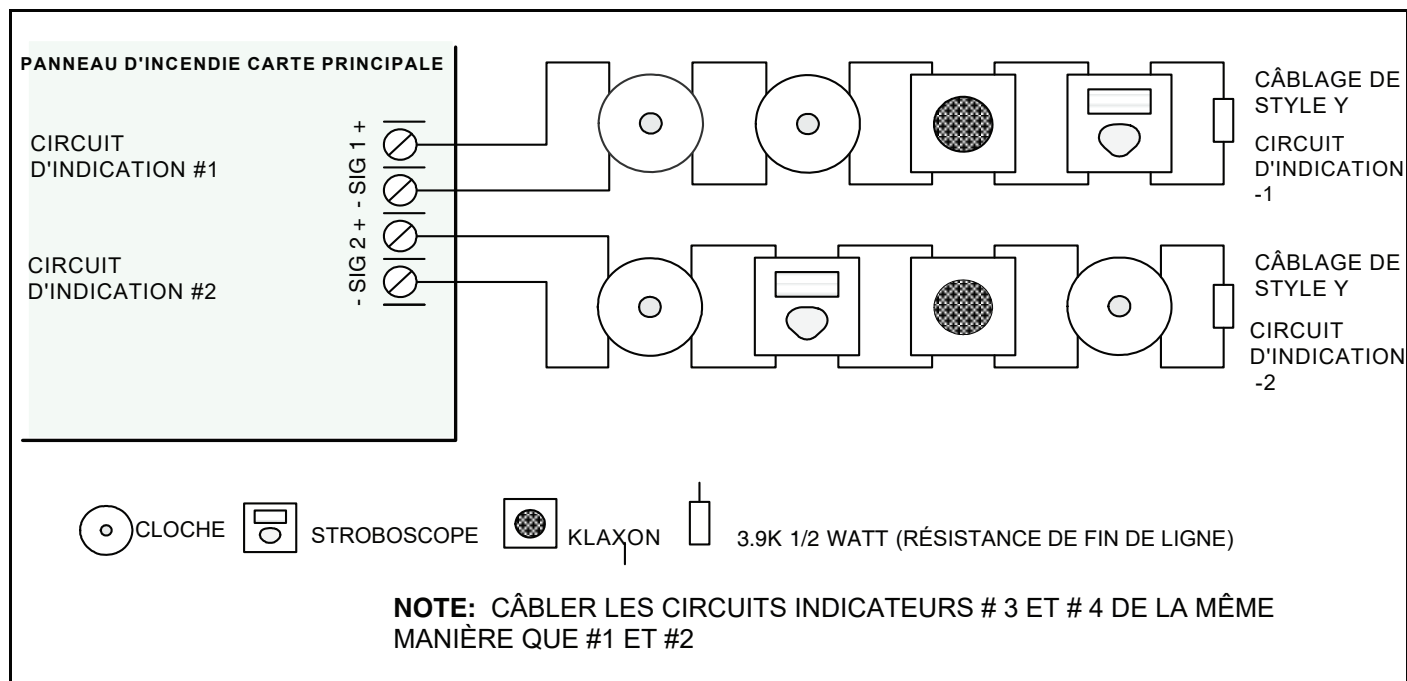 PANNEAU D'INCENDIE CARTE PRINCIPALE
CIRCUIT
D'INDICATION #1
- SIG 1 +
CIRCUIT
D'INDICATION #2
- SIG 2 +
CÂBLAGE DE
STYLE Y
CIRCUIT
D'INDICATION
-1
CÂBLAGE DE
STYLE Y
CIRCUIT
D'INDICATION
-2
CLOCHE
STROBOSCOPE
KLAXON
3.9K 1/2 WATT (RÉSISTANCE DE FIN DE LIGNE)
NOTE: CÂBLER LES CIRCUITS INDICATEURS # 3 ET # 4 DE LA MÊME
MANIÈRE QUE #1 ET #2